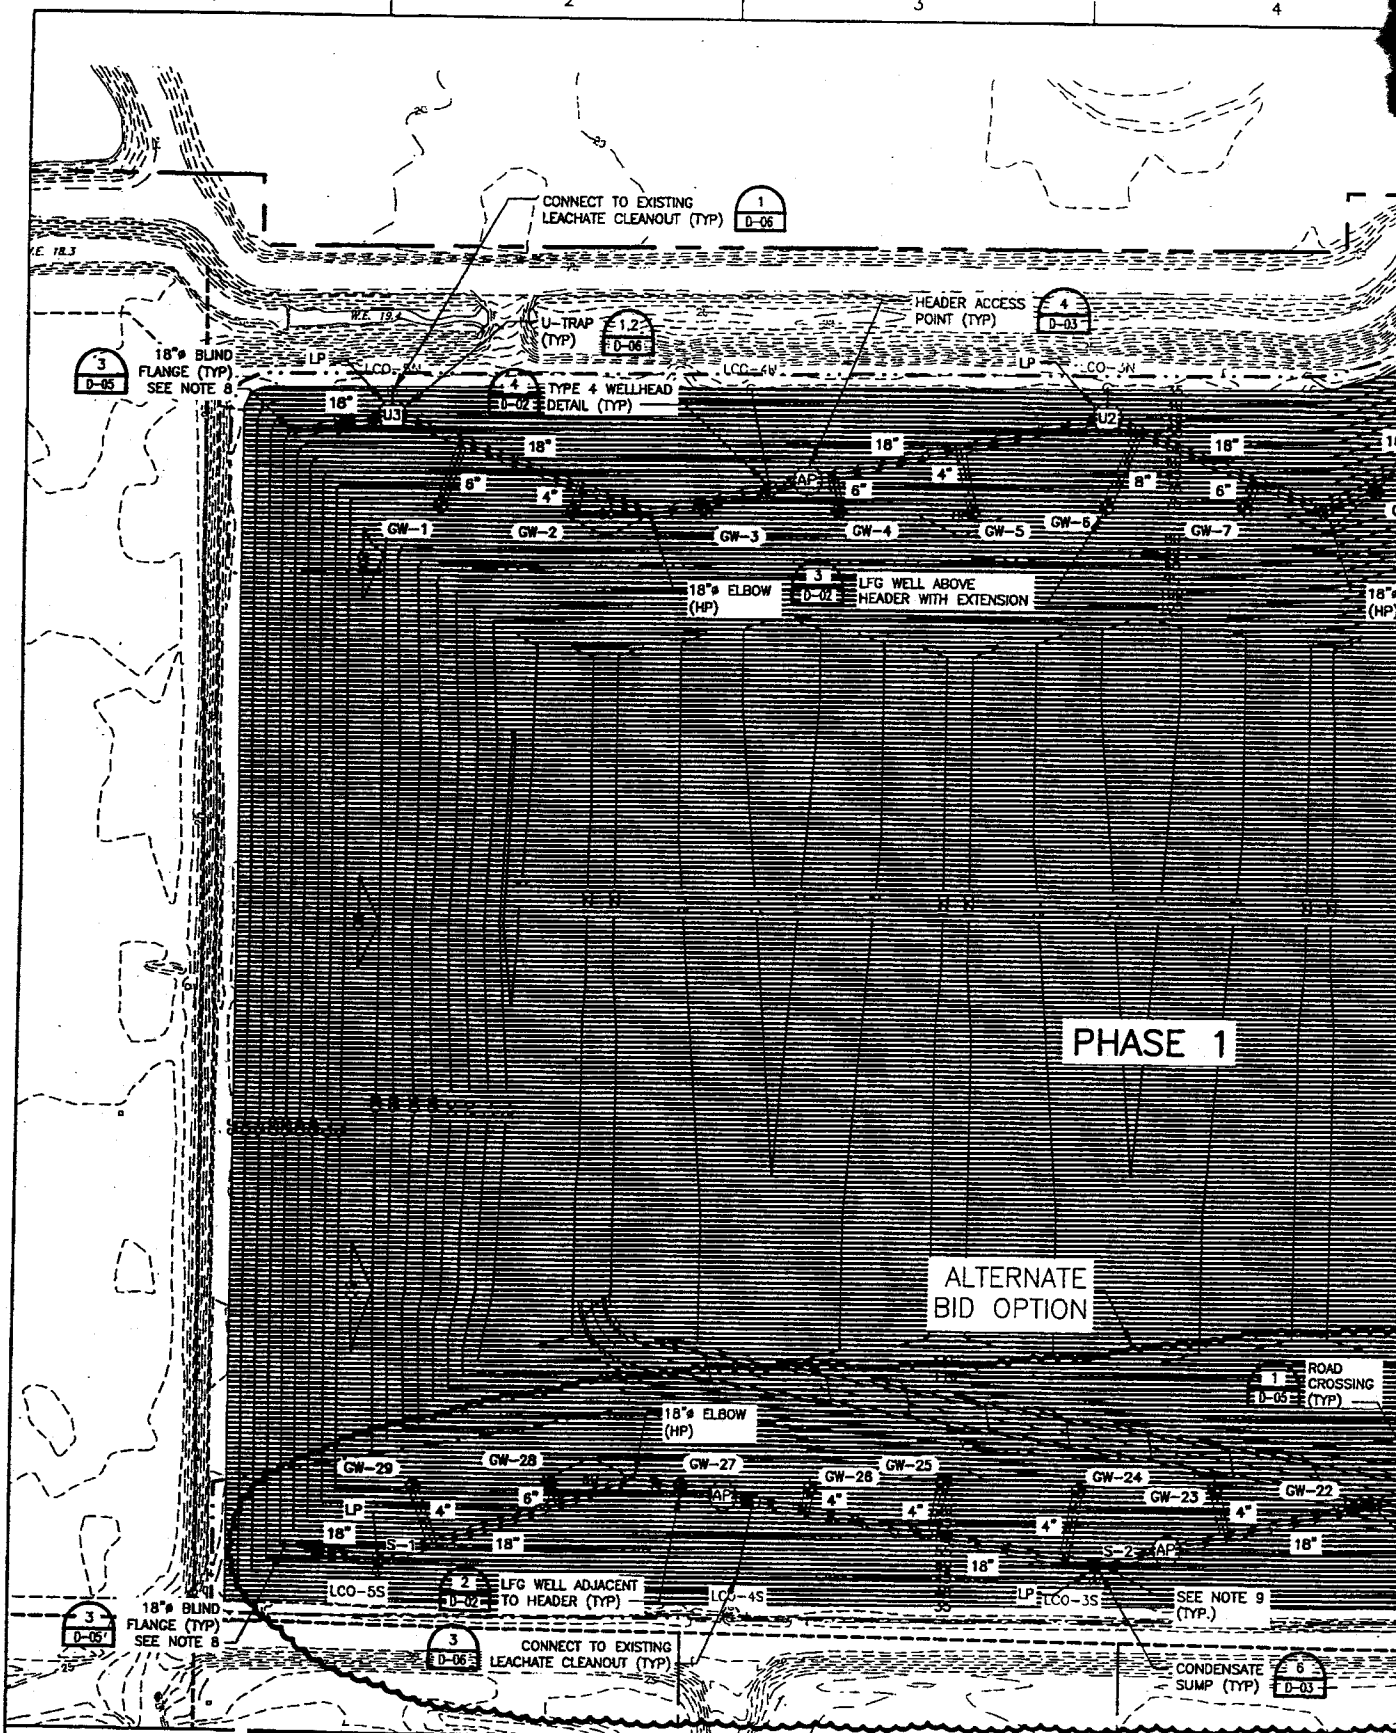 2
3
4
CONNECT TO EXISTING
LEACHATE CLEANOUT (TYP)
1
D-06
W.E. 18.3
W.E. 19.4
U-TRAP
(TYP)
1,2
D-06
HEADER ACCESS
POINT (TYP)
4
D-03
3
D-05
18"ø BLIND
FLANGE (TYP)
SEE NOTE 8
LP
4
D-02
TYPE 4 WELLHEAD
DETAIL (TYP)
LP
18"
U3
U2
18"
18"
18"
6"
4"
AP
6"
4"
8"
6"
GW-1
GW-2
GW-3
GW-4
GW-5
GW-6
GW-7
18"ø ELBOW
(HP)
3
D-02
LFG WELL ABOVE
HEADER WITH EXTENSION
18"ø
(HP)
PHASE 1
ALTERNATE
BID OPTION
1
D-05
ROAD
CROSSING
(TYP)
18"ø ELBOW
(HP)
GW-29
GW-28
GW-27
GW-26
GW-25
GW-24
GW-23
GW-22
LP
4"
6"
AP
4"
4"
4"
4"
18"
S-1
18"
18"
S-2
AP
18"
LCO-5S
2
D-02
LFG WELL ADJACENT
TO HEADER (TYP)
LCO-4S
LP
LCO-3S
SEE NOTE 9
(TYP.)
3
D-05
18"ø BLIND
FLANGE (TYP)
SEE NOTE 8
3
D-06
CONNECT TO EXISTING
LEACHATE CLEANOUT (TYP)
CONDENSATE
SUMP (TYP)
6
D-03
25